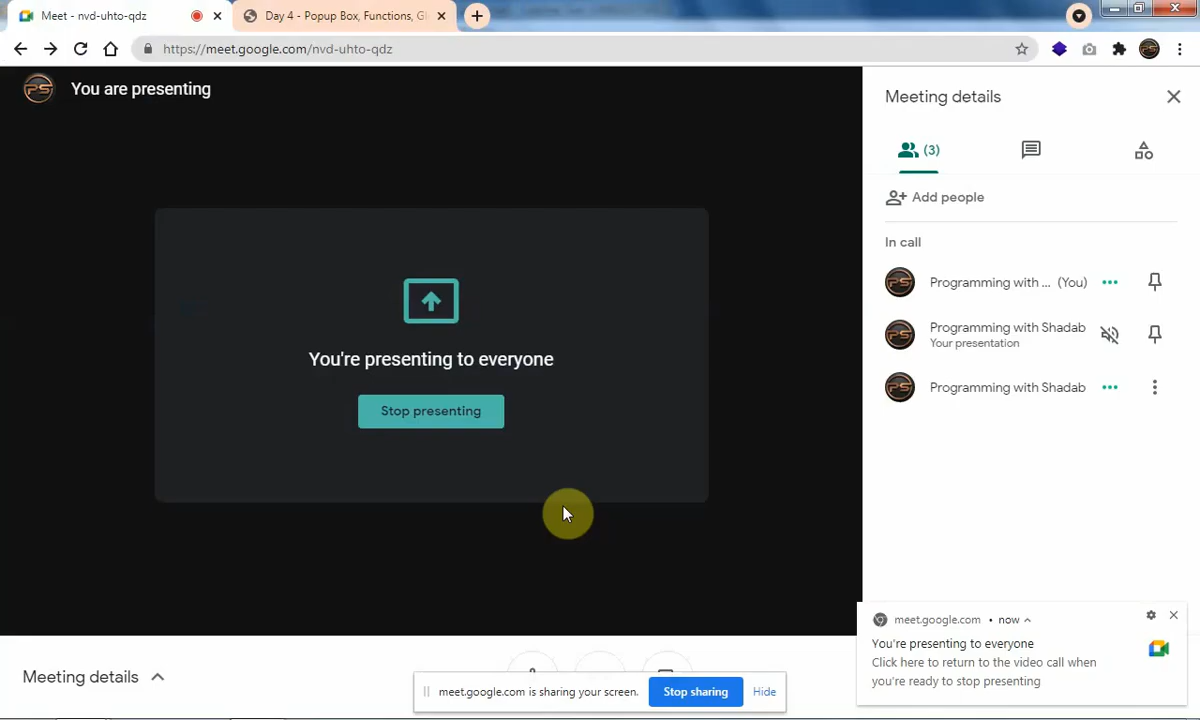 Meet - nvd-uhto-qdz
Day 4 - Popup Box, Functions, Gl
https://meet.google.com/nvd-uhto-qdz
PS You are presenting
Meeting details
(3)
Add people
In call
Programming with ... (You)
Programming with Shadab
Your presentation
Programming with Shadab
You're presenting to everyone
Stop presenting
meet.google.com • now
You're presenting to everyone
Click here to return to the video call when
you're ready to stop presenting
Meeting details
meet.google.com is sharing your screen. Stop sharing Hide